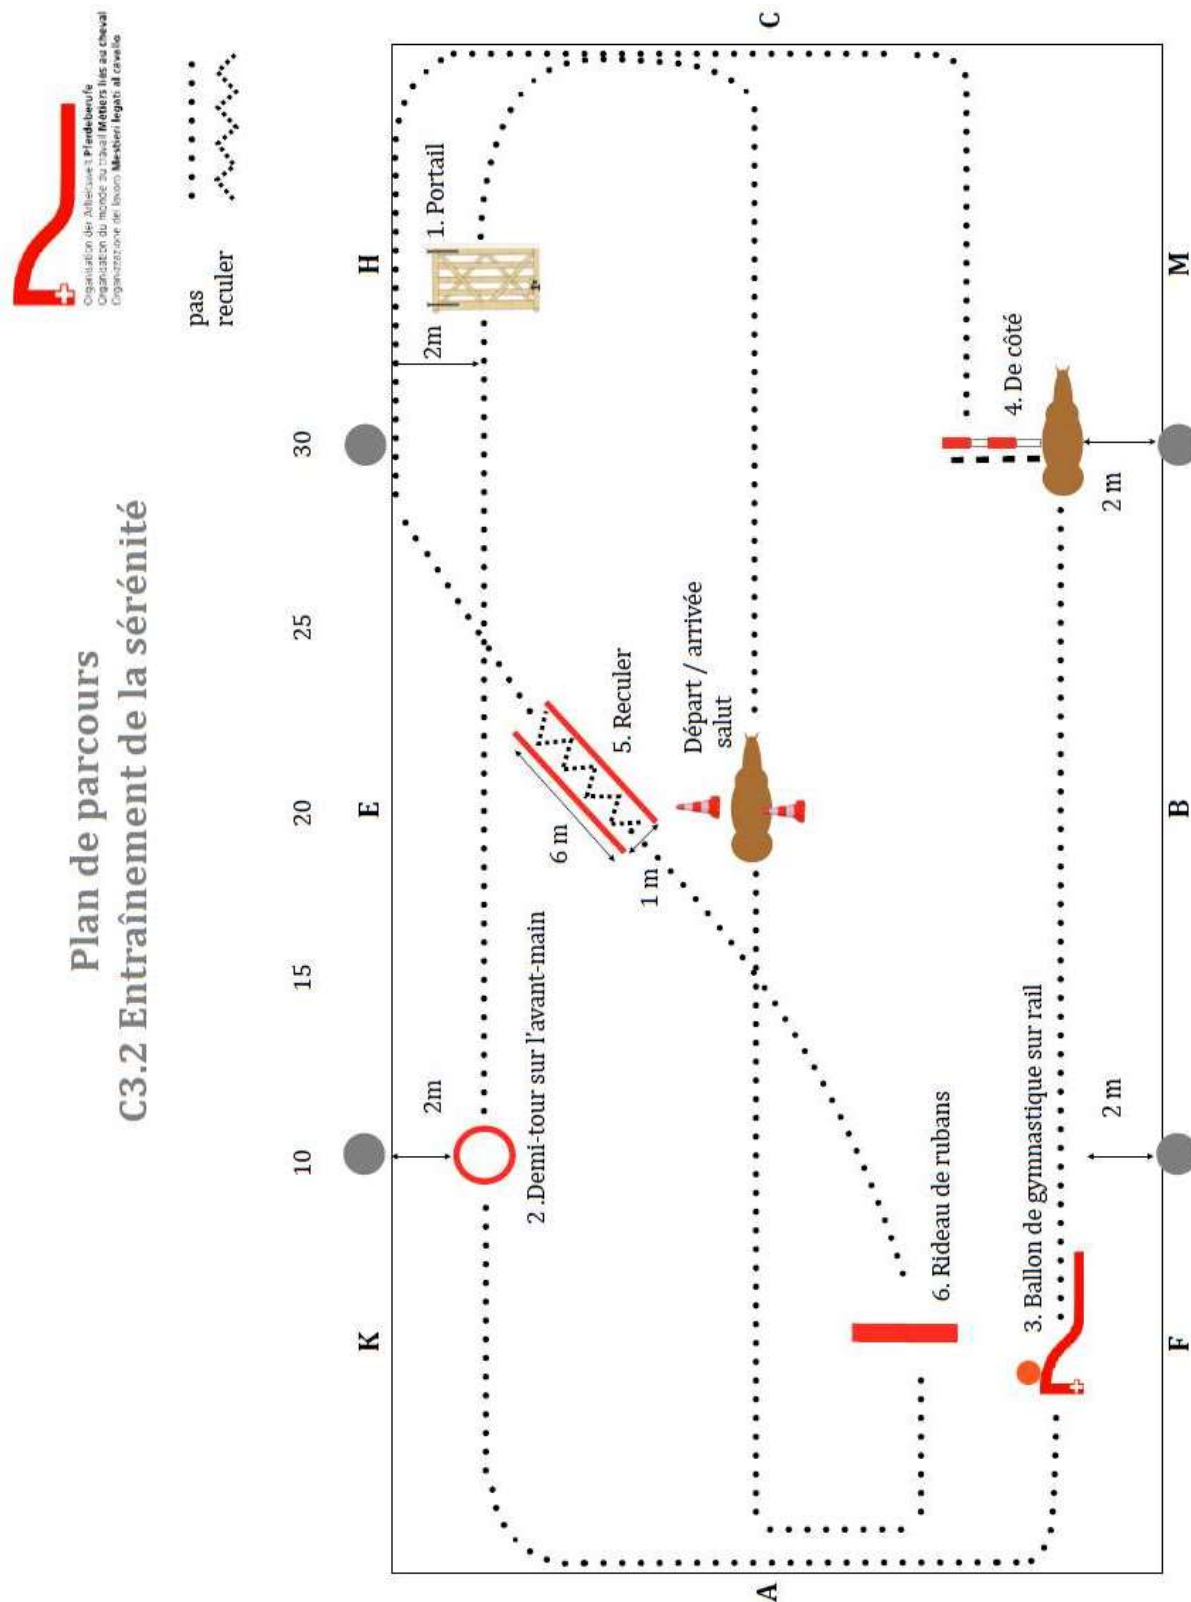 Plan de parcours
C3.2 Entraînement de la sérénité
Organisation der Arbeitswelt Pferdeberufe
Organisation du monde du travail Métiers liés au cheval
Organizzazione del lavoro Mestieri legati al cavallo
pas
reculer
10
15
20
25
30
K
E
H
2m
2m
1. Portail
2 .Demi-tour sur l'avant-main
6 m
1 m
5. Reculer
Départ / arrivée
salut
A
C
6. Rideau de rubans
3. Ballon de gymnastique sur rail
4. De côté
2 m
2 m
F
B
M